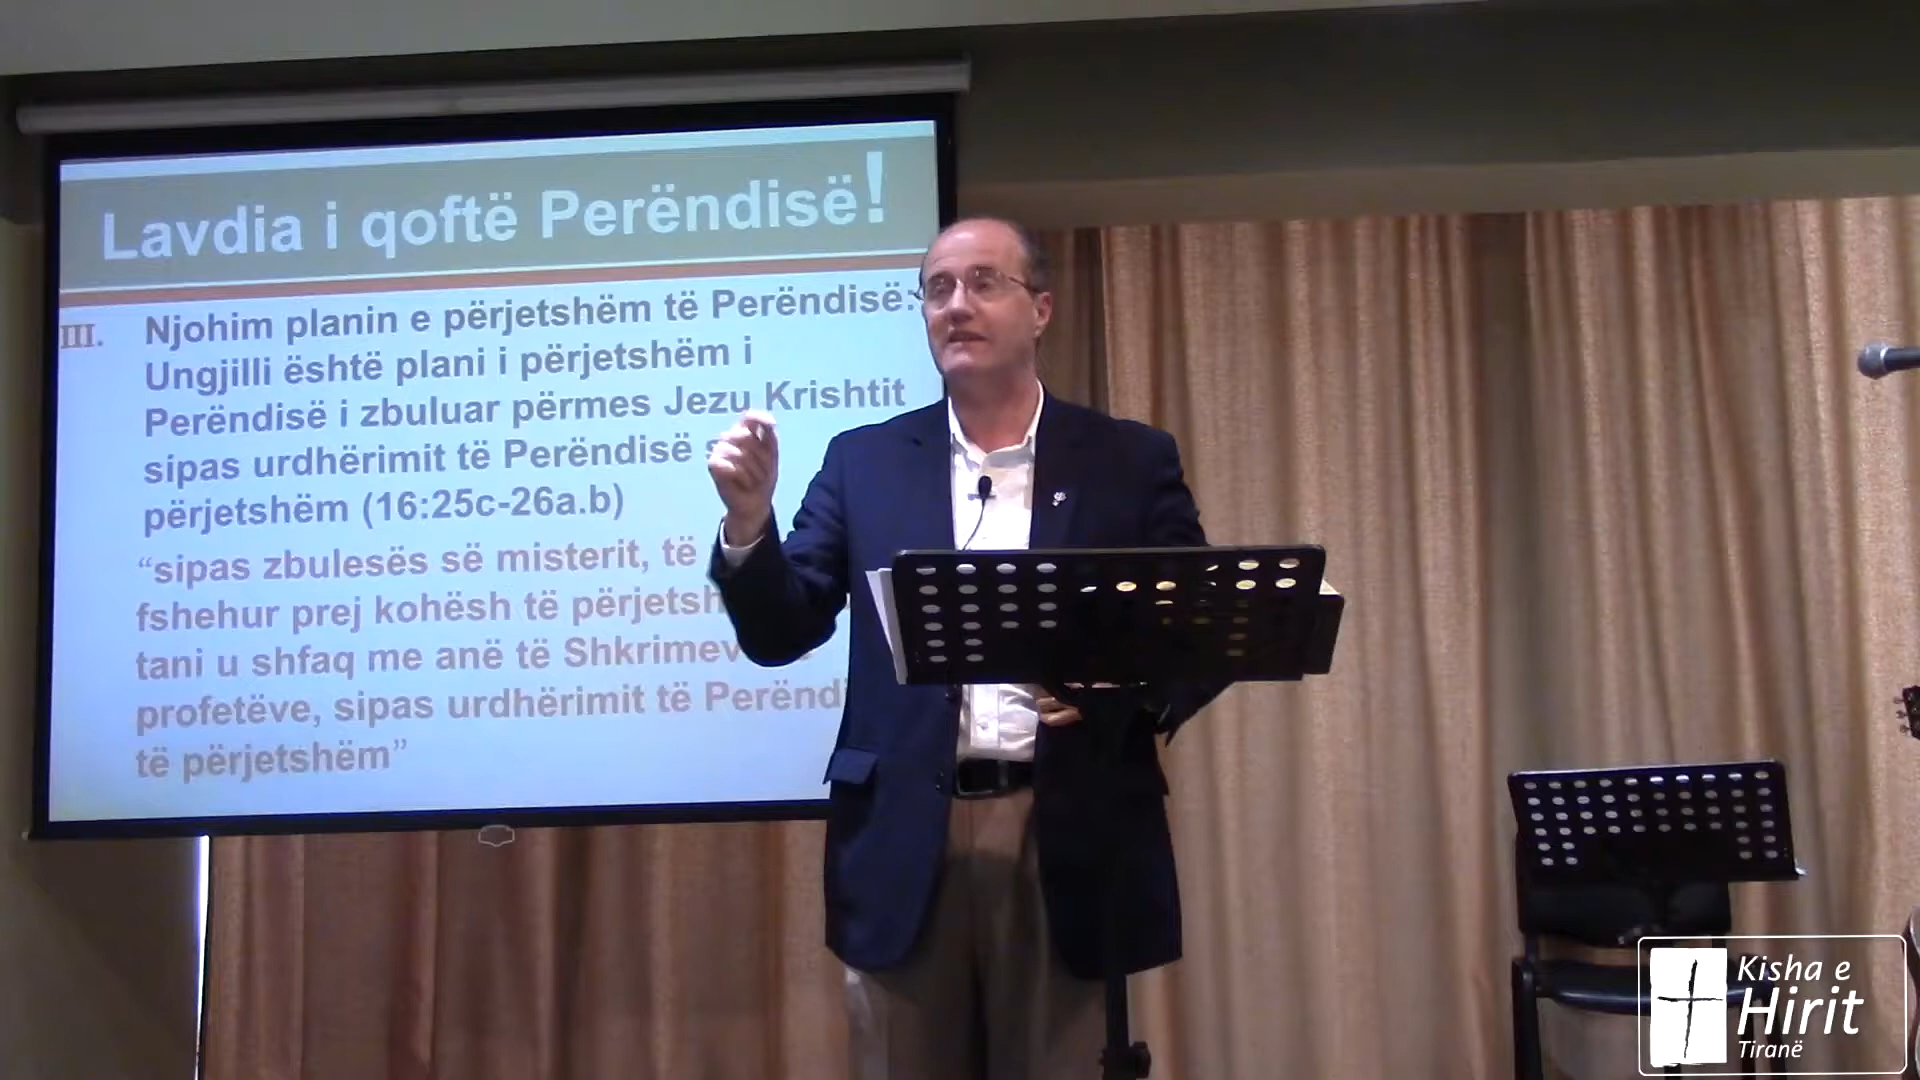 Lavdia i qoftë Perëndisë!
III. Njohim planin e përjetshëm të Perëndisë:
Ungjilli është plani i përjetshëm i
Perëndisë i zbuluar përmes Jezu Krishtit
sipas urdhërimit të Perëndisë
përjetshëm (16:25c-26a.b)
“sipas zbulesës së misterit, të
fshehur prej kohësh të
tani u shfaq me anë të
profetëve, sipas urdhërimit të
të përjetshëm”
Kisha e
Hirit
Tiranë